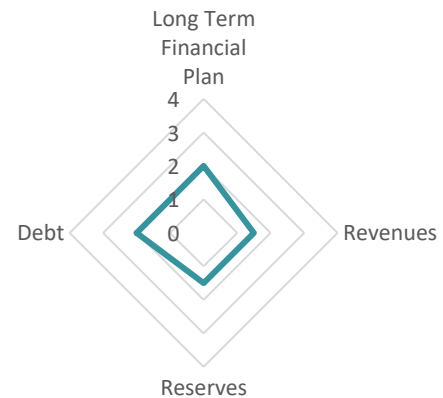 Long Term
Financial
Plan
4
3
2
1
0
Debt
Revenues
Reserves